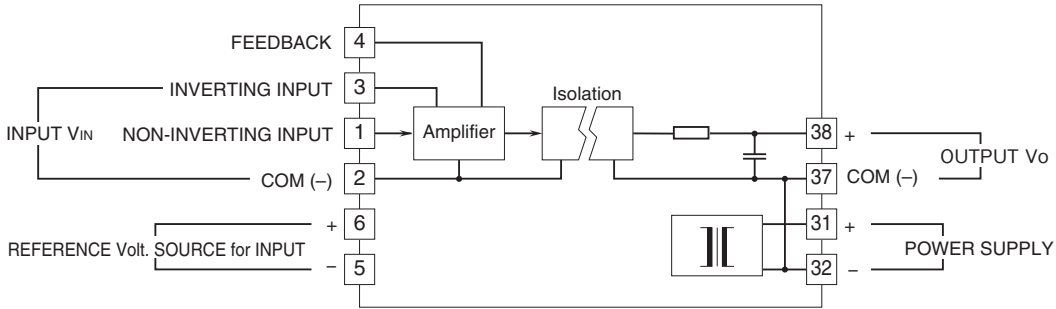 FEEDBACK 4
INVERTING INPUT 3
Isolation
INPUT VIN
NON-INVERTING INPUT 1
Amplifier
38 +
OUTPUT Vo
COM (–) 2
37 COM (–)
+ 6
31 +
REFERENCE Volt. SOURCE for INPUT
POWER SUPPLY
– 5
32 –